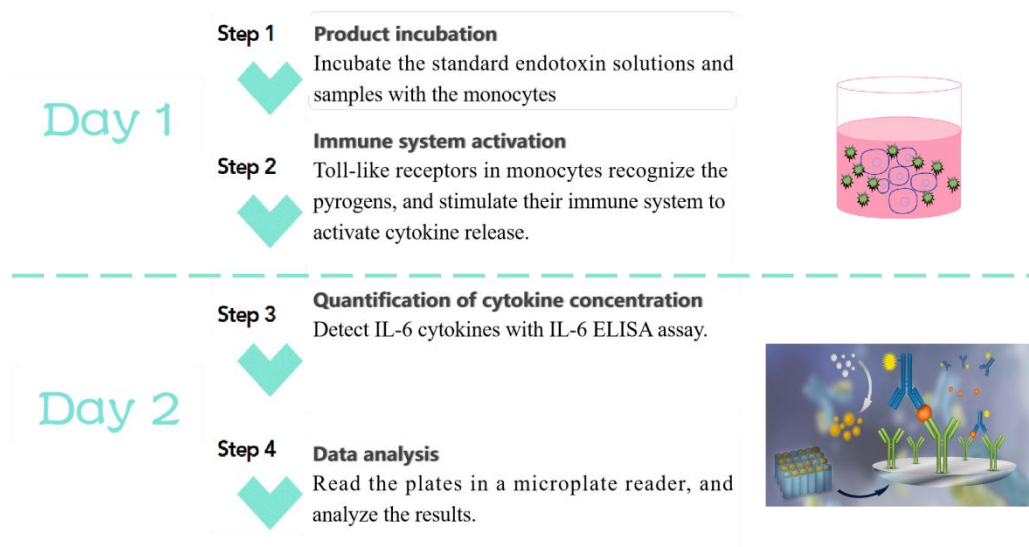 Day 1
Step 1
Product incubation
Incubate the standard endotoxin solutions and
samples with the monocytes
Step 2
Immune system activation
Toll-like receptors in monocytes recognize the
pyrogens, and stimulate their immune system to
activate cytokine release.
Day 2
Step 3
Quantification of cytokine concentration
Detect IL-6 cytokines with IL-6 ELISA assay.
Step 4
Data analysis
Read the plates in a microplate reader, and
analyze the results.